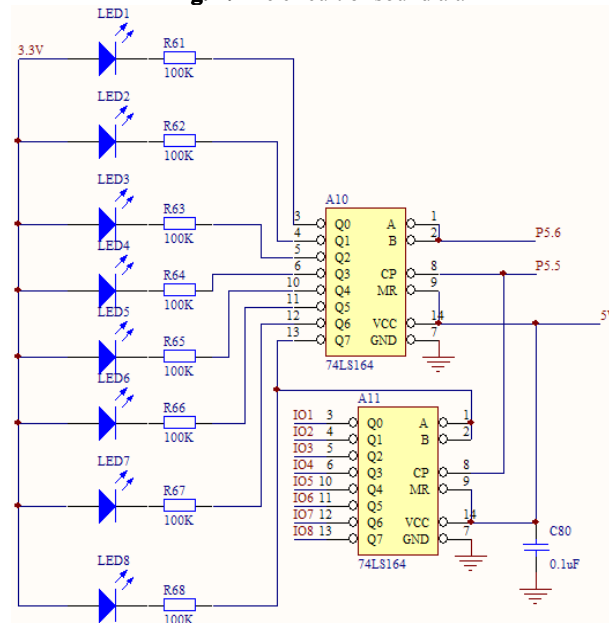 LED1
3.3V
R61
100K
LED2
R62
100K
LED3
R63
100K
LED4
R64
100K
LED5
R65
100K
LED6
R66
100K
LED7
R67
100K
LED8
R68
100K
A10
3 Q0 A 1
4 Q1 B 2 P5.6
5 Q2
6 Q3 CP 8 P5.5
10 Q4 MR 9
11 Q5
12 Q6 VCC 14 5V
13 Q7 GND 7
74LS164
A11
IO1 3 Q0 A 1
IO2 4 Q1 B 2
IO3 5 Q2
IO4 6 Q3 CP 8
IO5 10 Q4 MR 9
IO6 11 Q5
IO7 12 Q6 VCC 14
IO8 13 Q7 GND 7
74LS164
C80
0.1uF